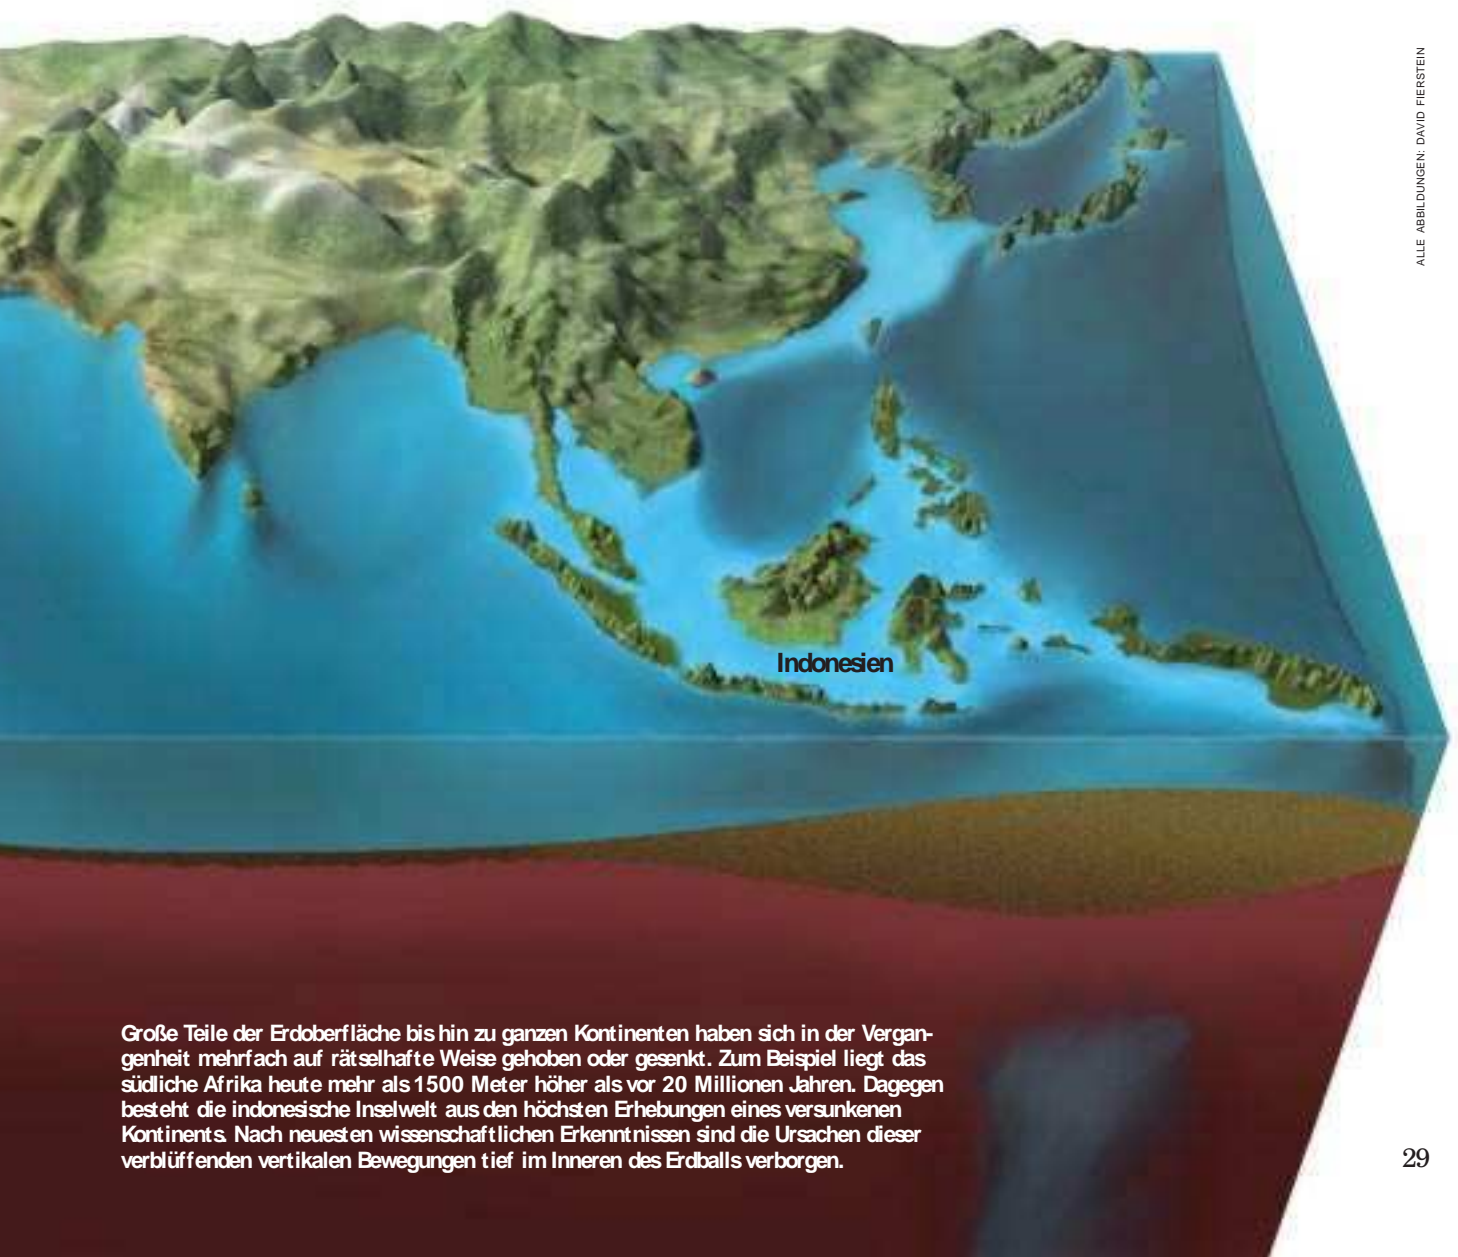 ALLE ABBILDUNGEN: DAVID FIERSTEIN
Indonesien
Große Teile der Erdoberfläche bis hin zu ganzen Kontinenten haben sich in der Vergan-
genheit mehrfach auf rätselhafte Weise gehoben oder gesenkt. Zum Beispiel liegt das
südliche Afrika heute mehr als 1500 Meter höher als vor 20 Millionen Jahren. Dagegen
besteht die indonesische Inselwelt aus den höchsten Erhebungen eines versunkenen
Kontinents. Nach neuesten wissenschaftlichen Erkenntnissen sind die Ursachen dieser
verblüffenden vertikalen Bewegungen tief im Inneren des Erdballs verborgen.
29